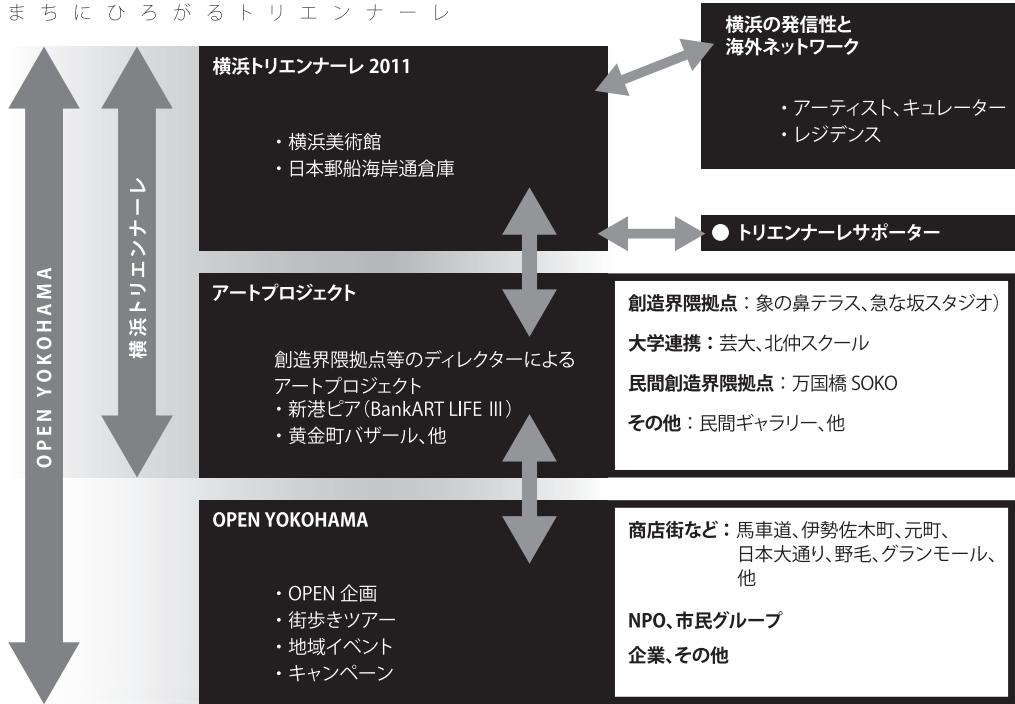 まちにひろがるトリエンナーレ
OPEN YOKOHAMA
横浜トリエンナーレ
横浜トリエンナーレ 2011
・横浜美術館
・日本郵船海岸通倉庫
横浜の発信性と
海外ネットワーク
・アーティスト、キュレーター
・レジデンス
● トリエンナーレサポーター
アートプロジェクト
創造界隈拠点等のディレクターによる
アートプロジェクト
・新港ピア（BankART LIFE Ⅲ）
・黄金町バザール、他
創造界隈拠点：象の鼻テラス、急な坂スタジオ）
大学連携：芸大、北仲スクール
民間創造界隈拠点：万国橋 SOKO
その他：民間ギャラリー、他
OPEN YOKOHAMA
・OPEN 企画
・街歩きツアー
・地域イベント
・キャンペーン
商店街など：馬車道、伊勢佐木町、元町、
日本大通り、野毛、グランモール、
他
NPO、市民グループ
企業、その他